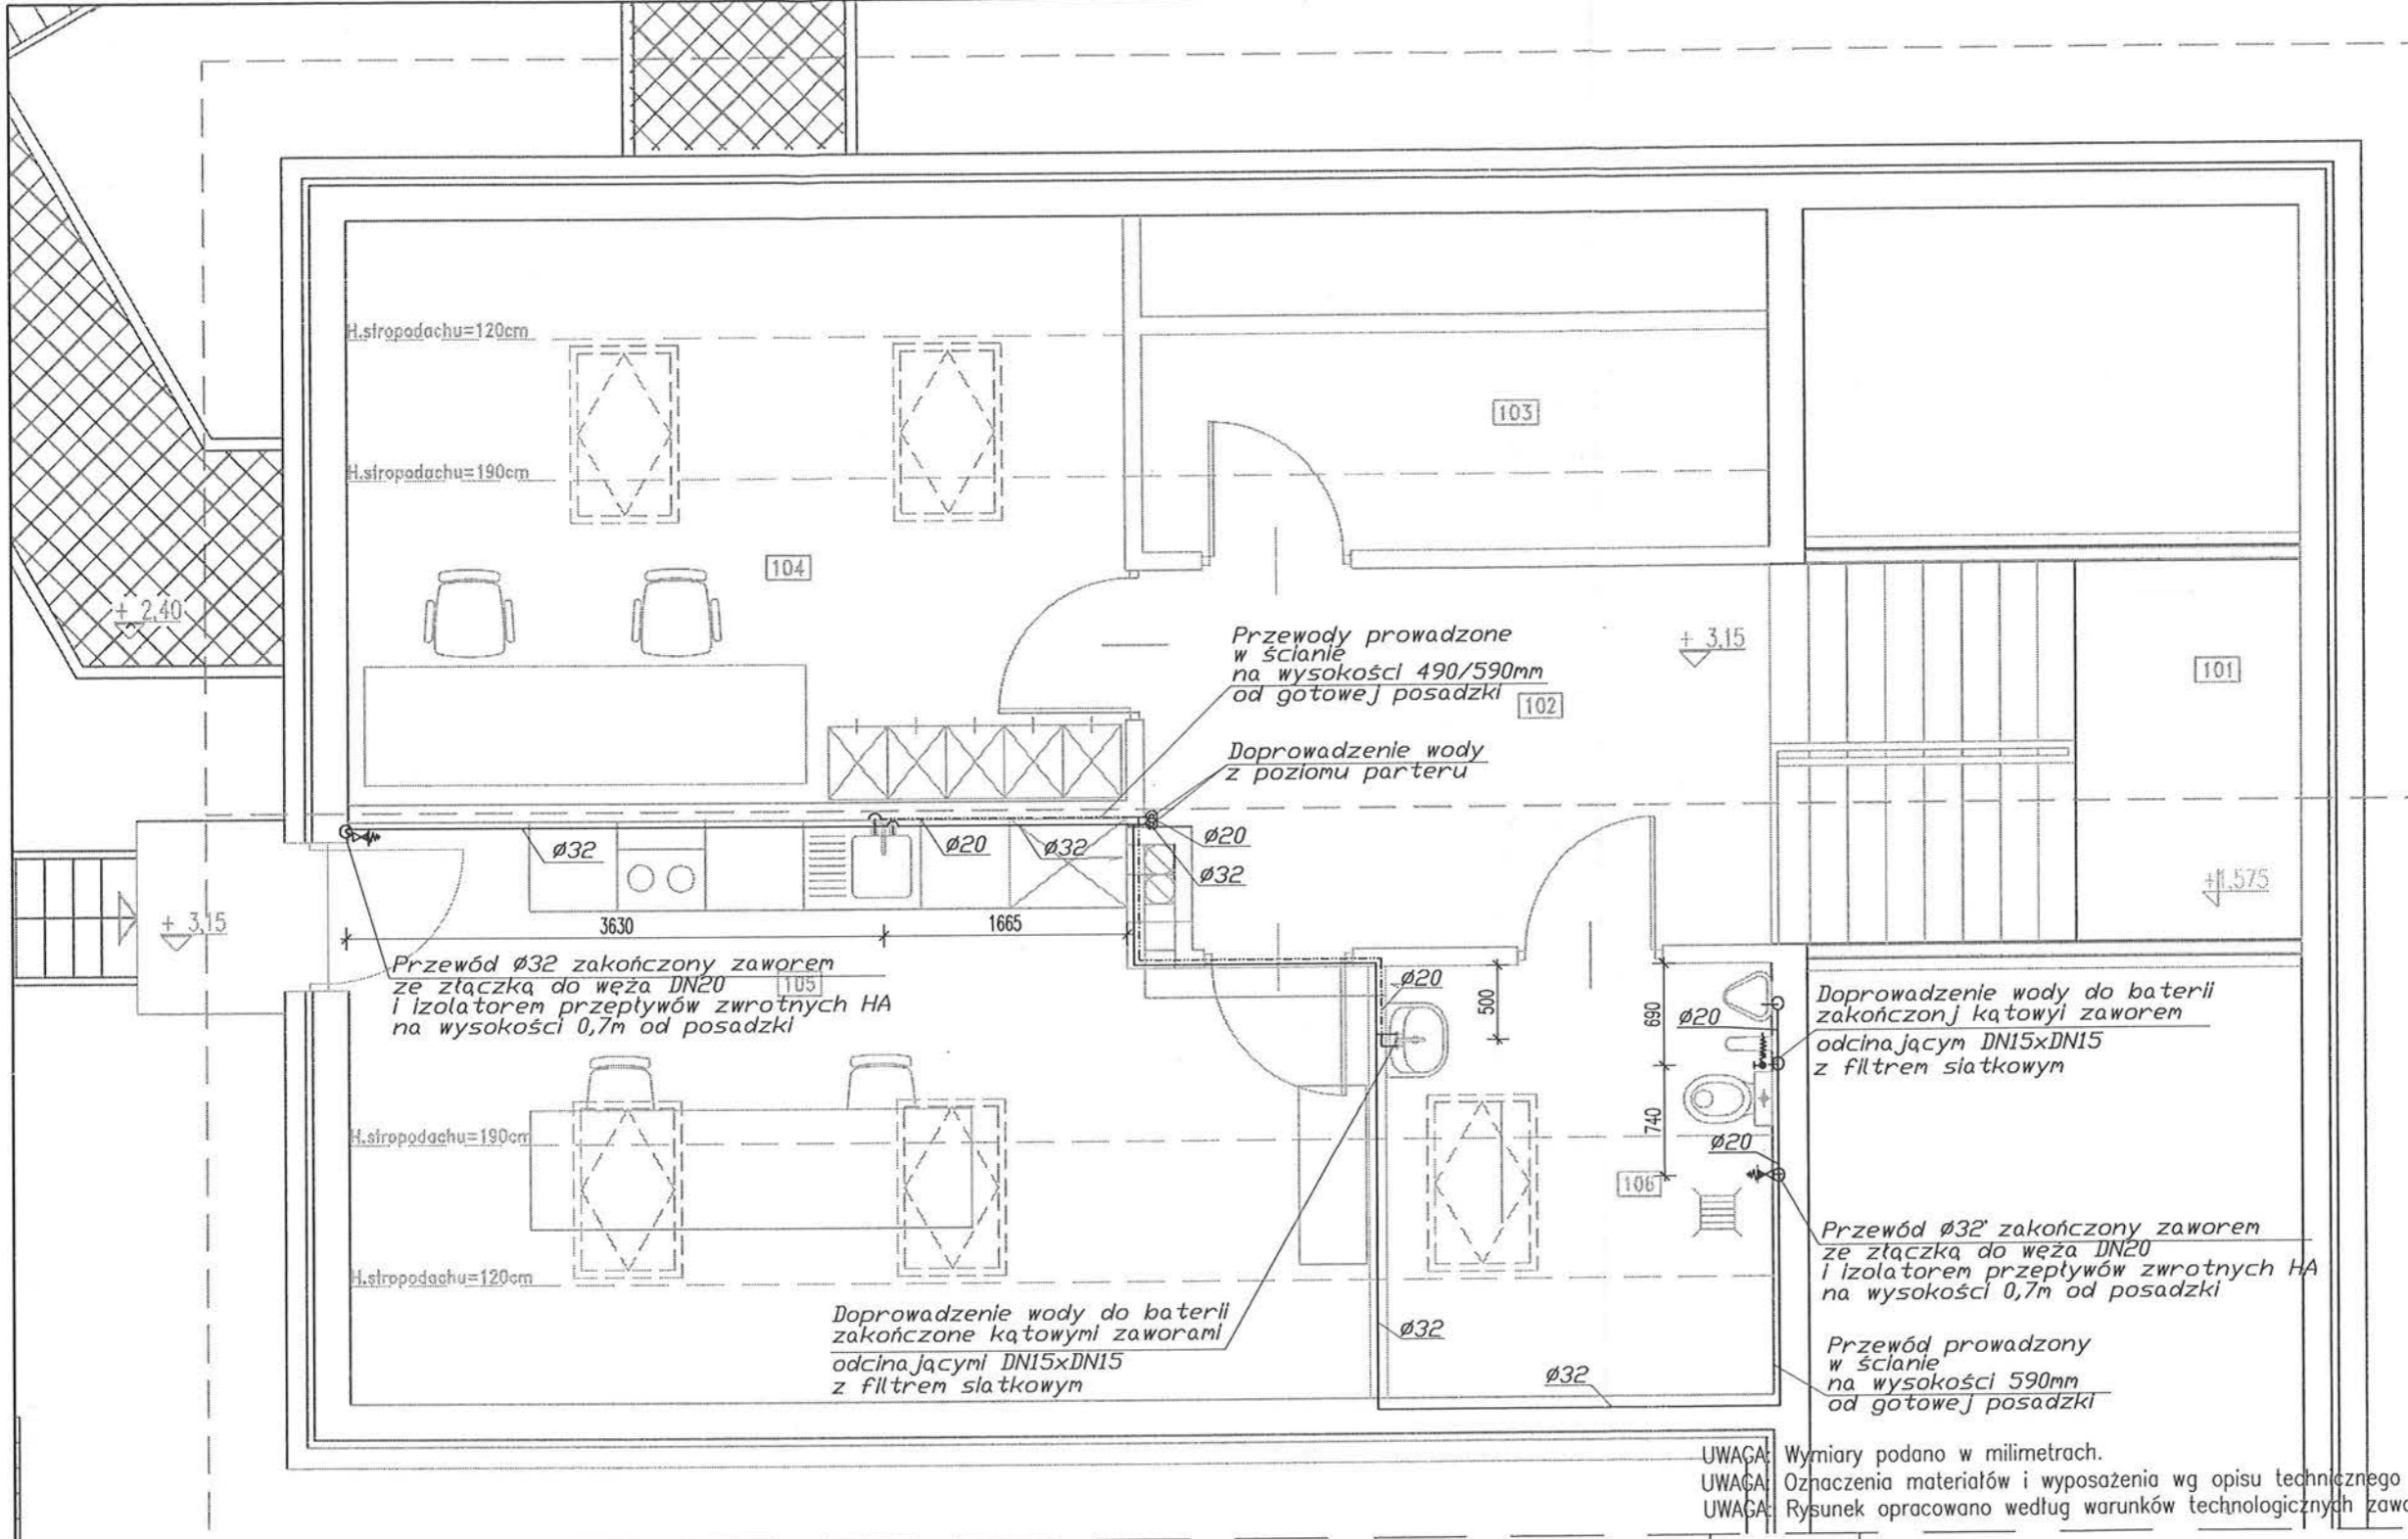 H.stropodachu=120cm
103
H.stropodachu=190cm
104
+ 2,40
Przewody prowadzone
w ścianie
na wysokości 490/590mm
od gotowej posadzki
102
+ 3,15
101
Doprowadzenie wody
z poziomu parteru
ø32
ø20
ø32
ø20
ø32
+ 3,15
3630
1665
+1,575
Przewód ø32 zakończony zaworem
ze złączką do węża DN20
105
i izolatorem przepływów zwrotnych HA
na wysokości 0,7m od posadzki
ø20
500
690
ø20
Doprowadzenie wody do baterii
zakończonj kątowyi zaworem
odcinającym DN15xDN15
z filtrem siatkowym
740
ø20
H.stropodachu=190cm
106
Przewód ø32 zakończony zaworem
ze złączką do węża DN20
i izolatorem przepływów zwrotnych HA
na wysokości 0,7m od posadzki
H.stropodachu=120cm
Doprowadzenie wody do baterii
zakończone kątowymi zaworami
odcinającymi DN15xDN15
z filtrem siatkowym
ø32
ø32
Przewód prowadzony
w ścianie
na wysokości 590mm
od gotowej posadzki
UWAGA: Wymiary podano w milimetrach.
UWAGA: Oznaczenia materiałów i wyposażenia wg opisu technicznego
UWAGA: Rysunek opracowano według warunków technologicznych zawa